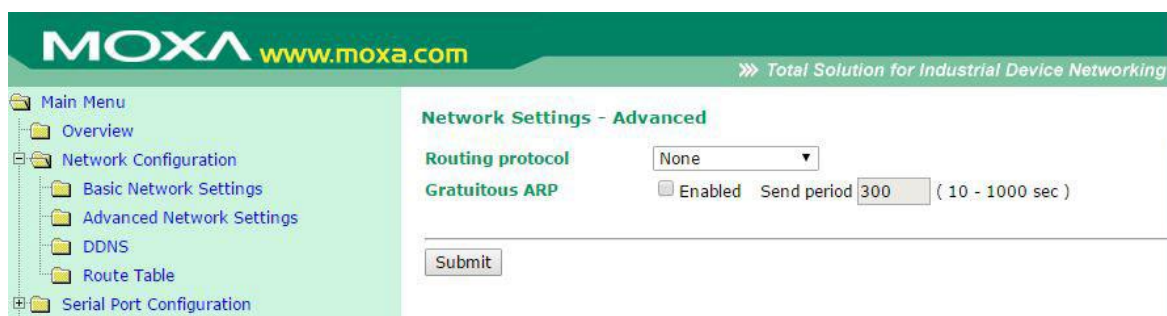 MOXA www.moxa.com
Total Solution for Industrial Device Networking
Main Menu
Overview
Network Configuration
Basic Network Settings
Advanced Network Settings
DDNS
Route Table
Serial Port Configuration
Network Settings - Advanced
Routing protocol None
Gratuitous ARP Enabled Send period 300 ( 10 - 1000 sec )
Submit